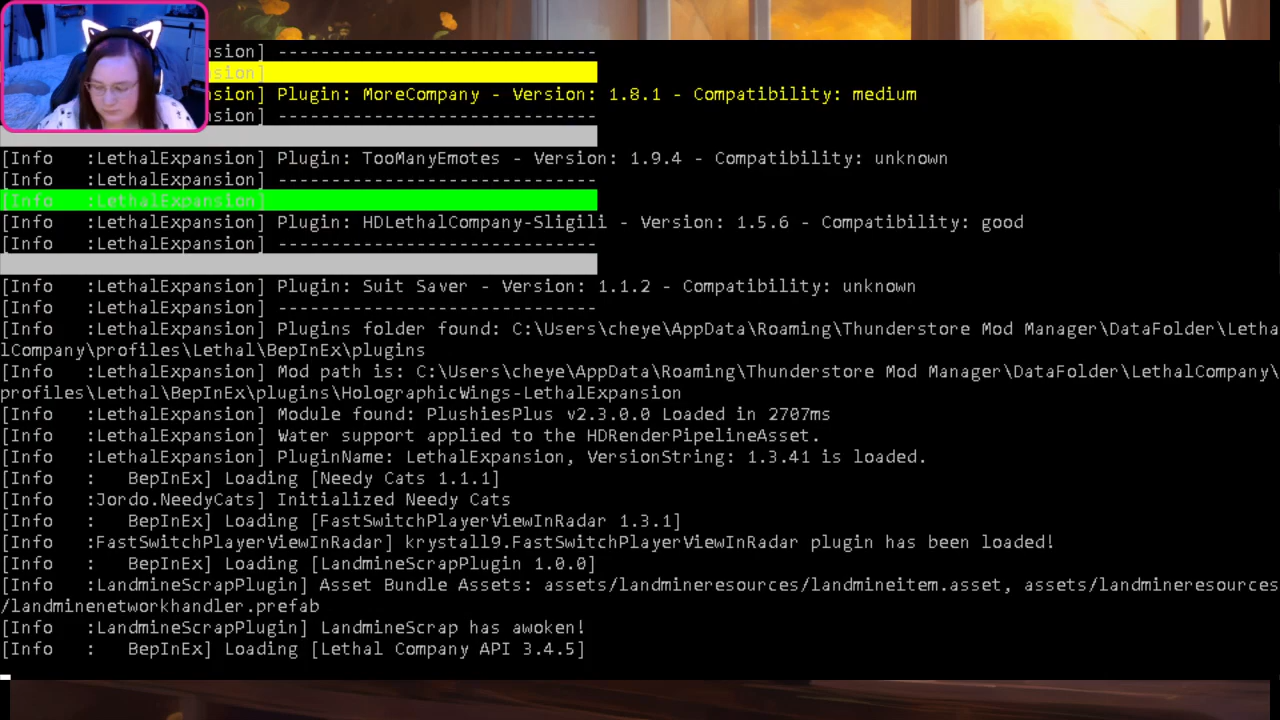 nsion] ------------------------------
nsion]
nsion] Plugin: MoreCompany - Version: 1.8.1 - Compatibility: medium
nsion] ------------------------------
[Info   :LethalExpansion] Plugin: TooManyEmotes - Version: 1.9.4 - Compatibility: unknown
[Info   :LethalExpansion] ------------------------------
[Info   :LethalExpansion]
[Info   :LethalExpansion] Plugin: HDLethalCompany-Sligili - Version: 1.5.6 - Compatibility: good
[Info   :LethalExpansion] ------------------------------
[Info   :LethalExpansion] Plugin: Suit Saver - Version: 1.1.2 - Compatibility: unknown
[Info   :LethalExpansion] ------------------------------
[Info   :LethalExpansion] Plugins folder found: C:\Users\cheye\AppData\Roaming\Thunderstore Mod Manager\DataFolder\Letha
lCompany\profiles\Lethal\BepInEx\plugins
[Info   :LethalExpansion] Mod path is: C:\Users\cheye\AppData\Roaming\Thunderstore Mod Manager\DataFolder\LethalCompany\
profiles\Lethal\BepInEx\plugins\HolographicWings-LethalExpansion
[Info   :LethalExpansion] Module found: PlushiesPlus v2.3.0.0 Loaded in 2707ms
[Info   :LethalExpansion] Water support applied to the HDRenderPipelineAsset.
[Info   :LethalExpansion] PluginName: LethalExpansion, VersionString: 1.3.41 is loaded.
[Info   :   BepInEx] Loading [Needy Cats 1.1.1]
[Info   :Jordo.NeedyCats] Initialized Needy Cats
[Info   :   BepInEx] Loading [FastSwitchPlayerViewInRadar 1.3.1]
[Info   :FastSwitchPlayerViewInRadar] krystall9.FastSwitchPlayerViewInRadar plugin has been loaded!
[Info   :   BepInEx] Loading [LandmineScrapPlugin 1.0.0]
[Info   :LandmineScrapPlugin] Asset Bundle Assets: assets/landmineresources/landmineitem.asset, assets/landmineresources
/landminenetworkhandler.prefab
[Info   :LandmineScrapPlugin] LandmineScrap has awoken!
[Info   :   BepInEx] Loading [Lethal Company API 3.4.5]